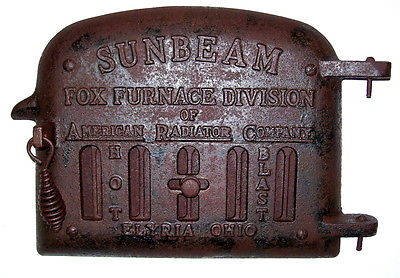 SUNBEAM
FOX FURNACE DIVISION
OF
AMERICAN RADIATOR COMPANY
HOT BLAST
ELYRIA OHIO